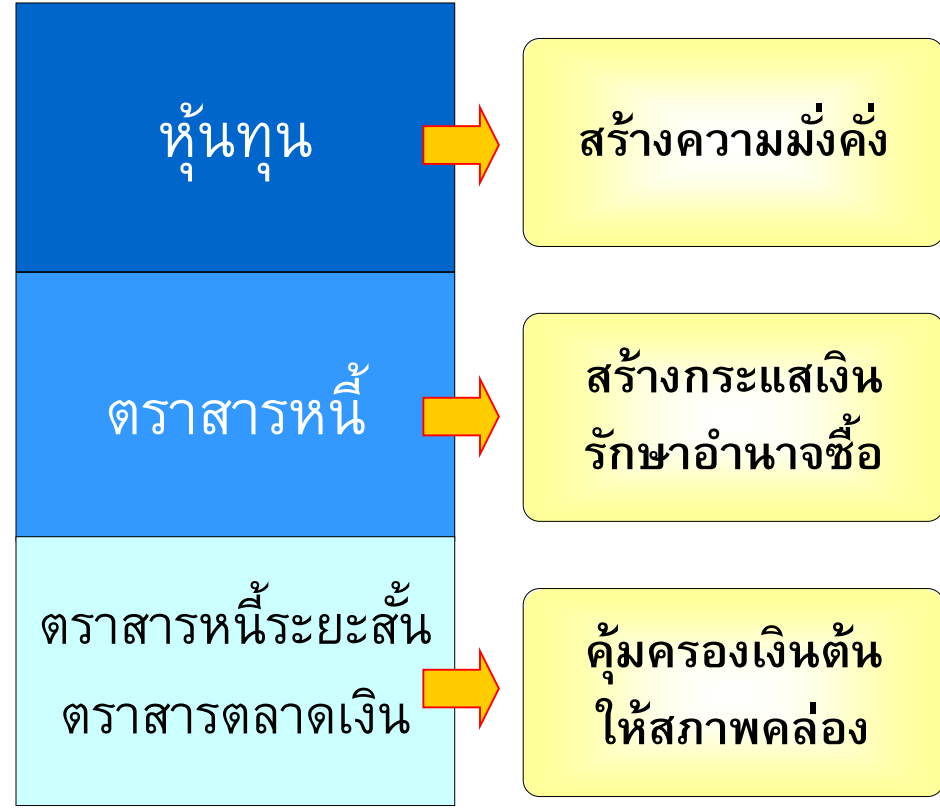 หุ้นทุน
สร้างความมั่งคั่ง
ตราสารหนี้
สร้างกระแสเงิน
รักษาอำนาจซื้อ
ตราสารหนี้ระยะสั้น
ตราสารตลาดเงิน
คุ้มครองเงินต้น
ให้สภาพคล่อง